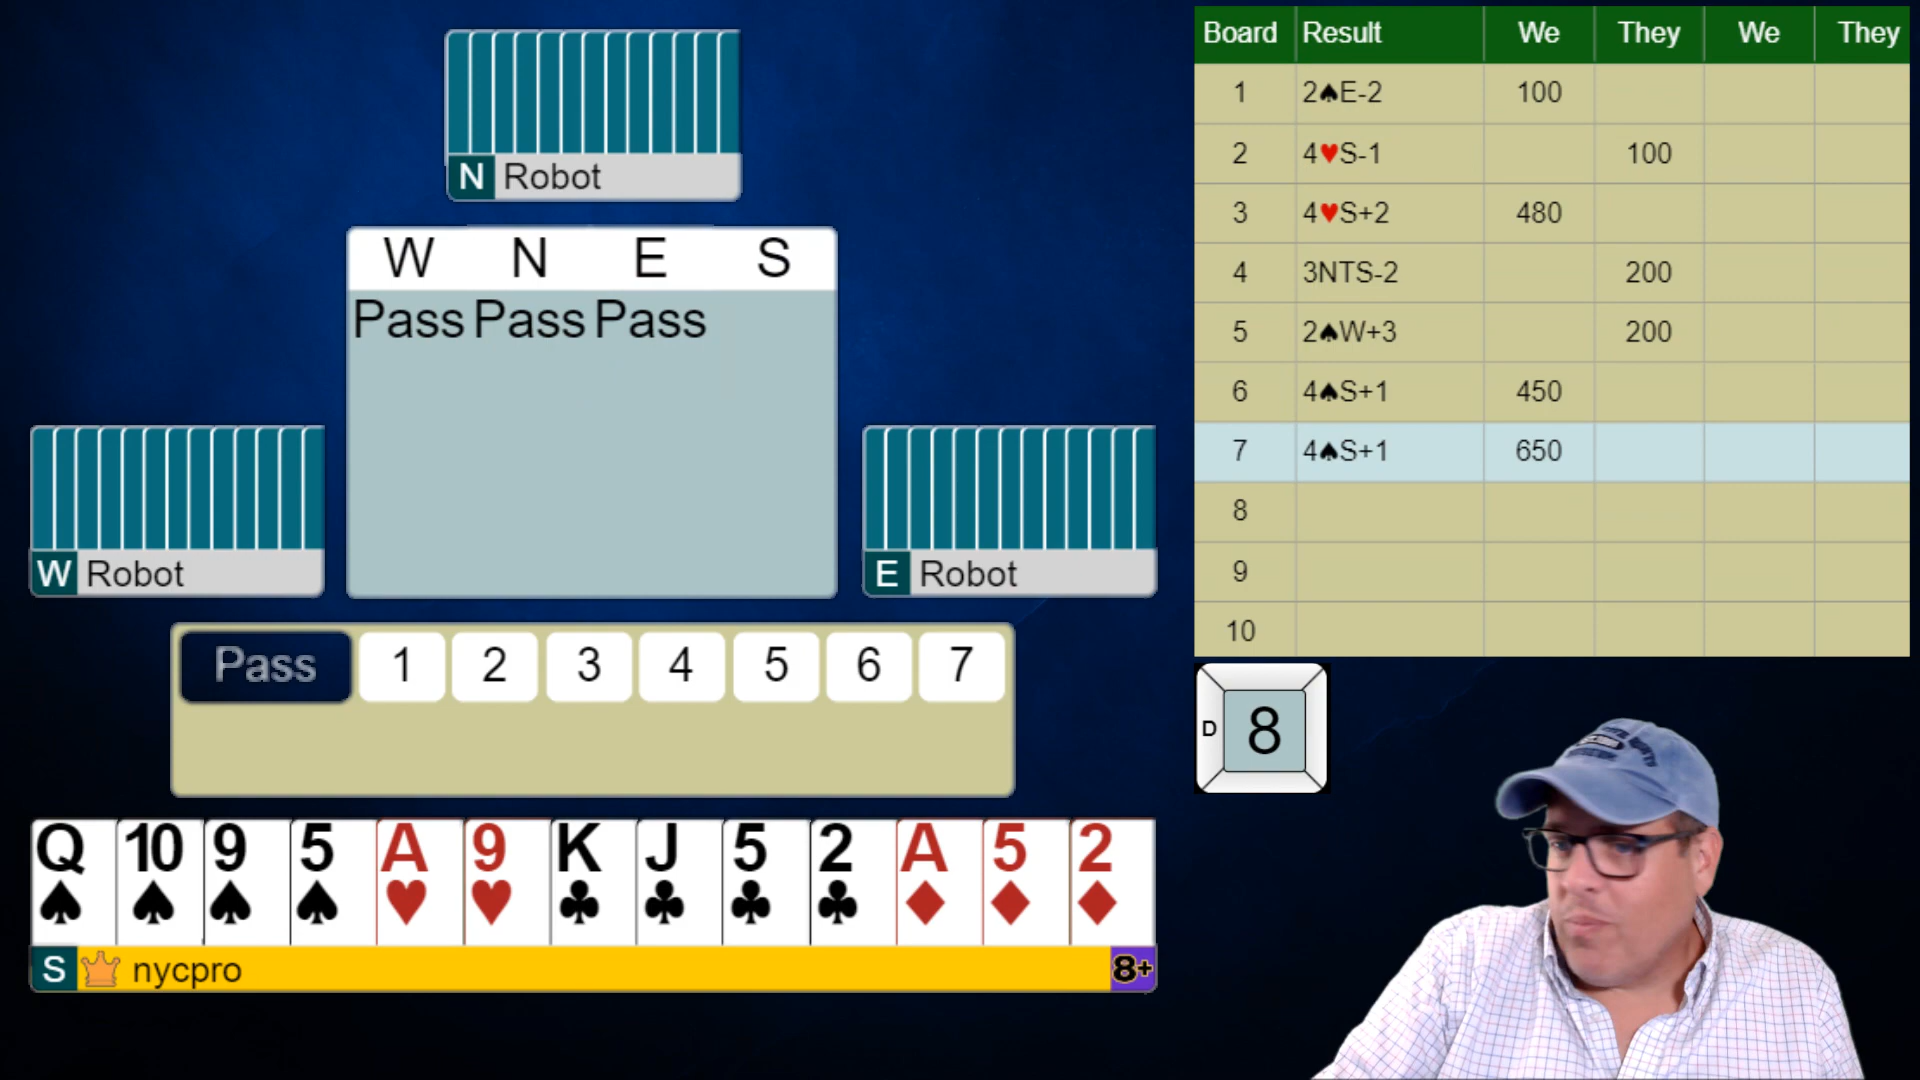 N Robot
W N E S
Pass Pass Pass
W Robot
E Robot
Pass 1 2 3 4 5 6 7
Q♠ 10♠ 9♠ 5♠ A♥ 9♥ K♣ J♣ 5♣ 2♣ A♦ 5♦ 2♦
S nycpro 8+
Board Result We They We They
1 2♠E-2 100
2 4♥S-1 100
3 4♥S+2 480
4 3NTS-2 200
5 2♠W+3 200
6 4♠S+1 450
7 4♠S+1 650
8
9
10
D 8